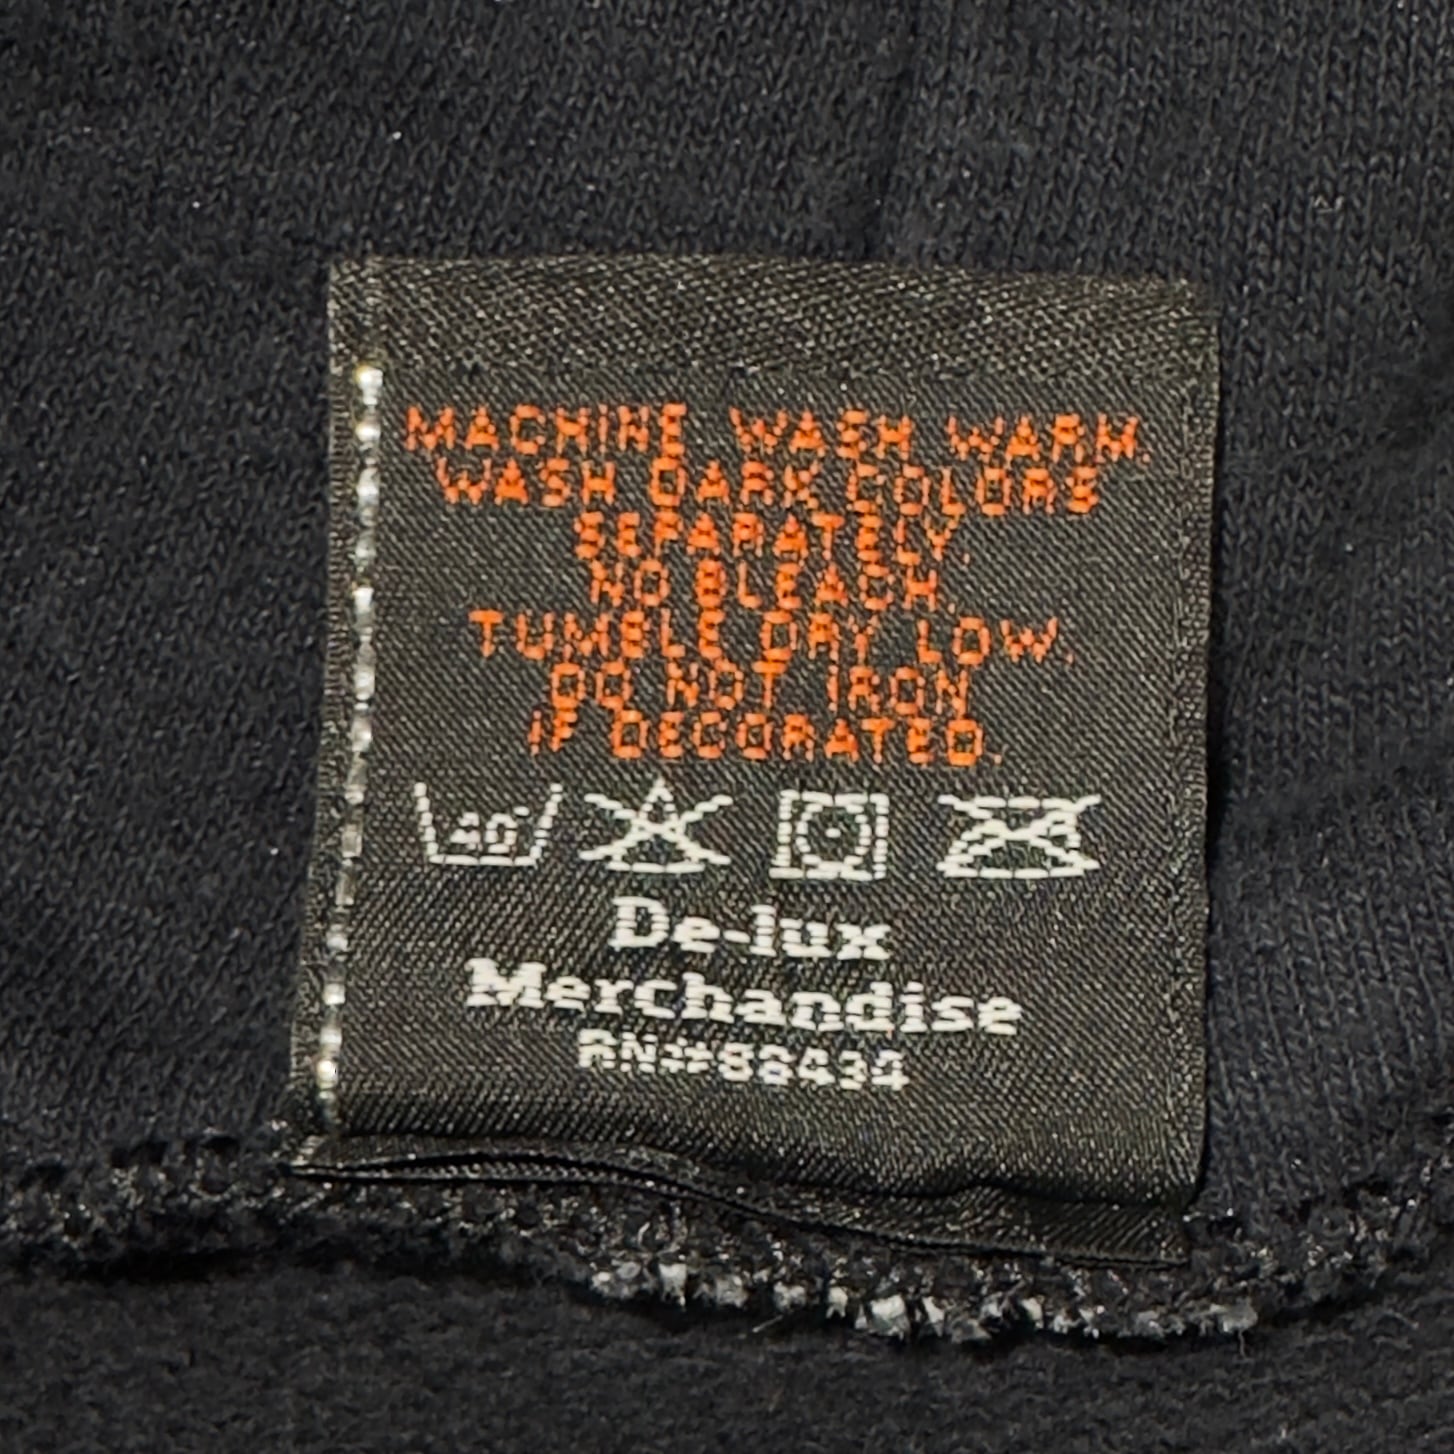 MACHINE WASH WARM.
WASH DARK COLORS
SEPARATELY.
NO BLEACH.
TUMBLE DRY LOW.
DO NOT IRON
IF DECORATED.
40°
De-lux
Merchandise
RN#88434